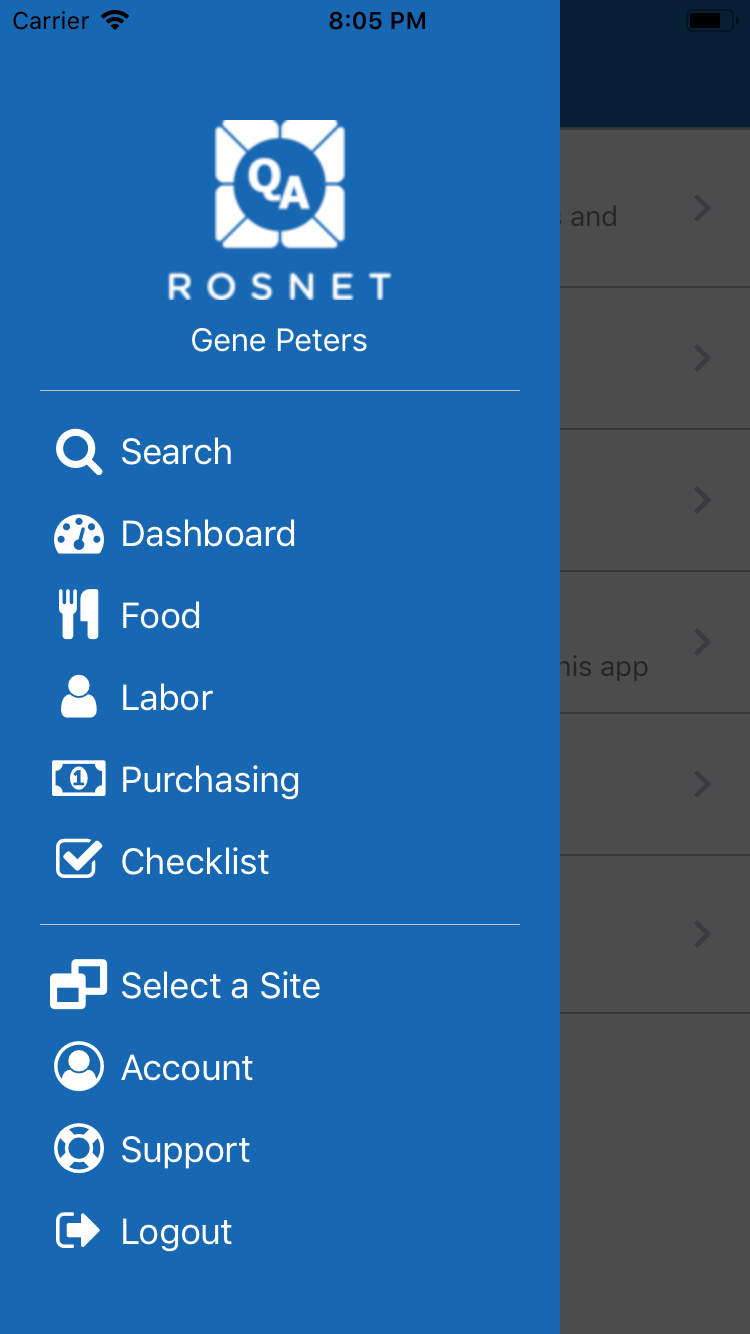 Carrier 8:05 PM
QA
ROSNET
Gene Peters
Search
Dashboard
Food
Labor
Purchasing
Checklist
Select a Site
Account
Support
Logout
and
app